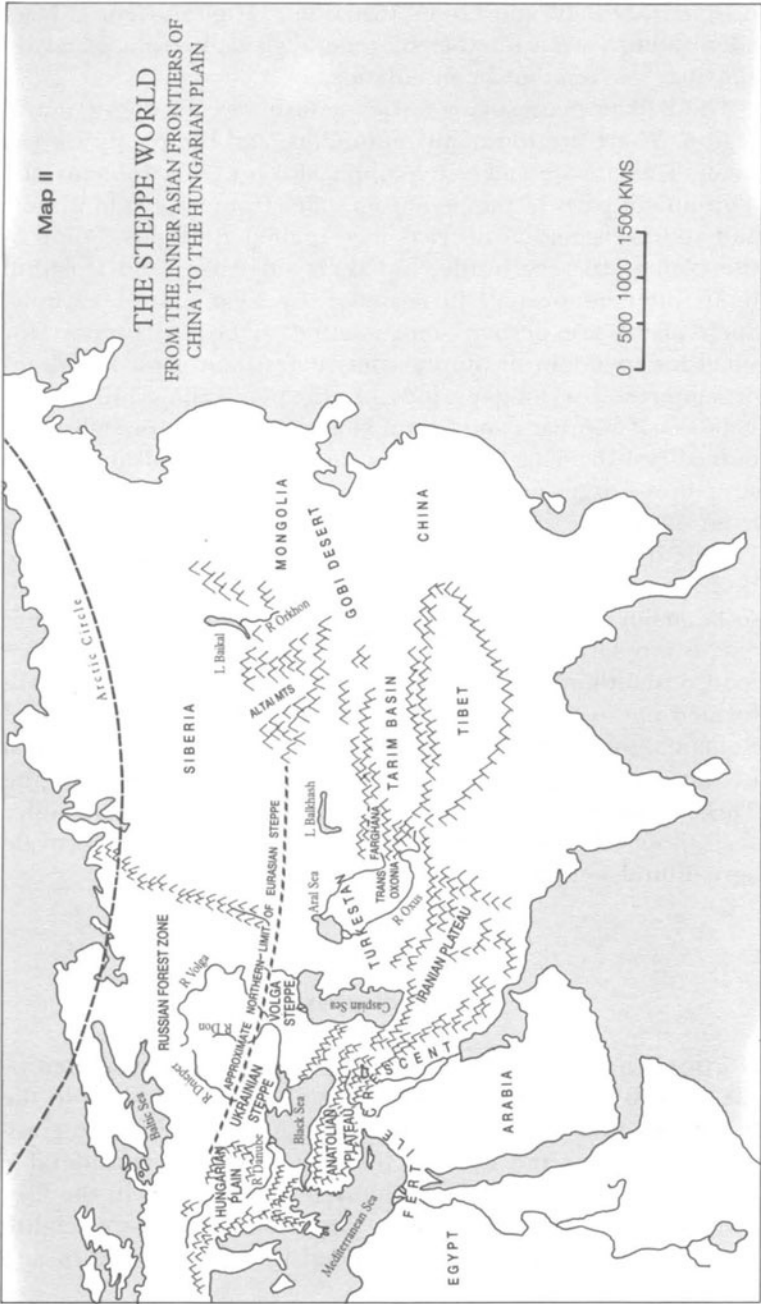 Map II
THE STEPPE WORLD
FROM THE INNER ASIAN FRONTIERS OF
CHINA TO THE HUNGARIAN PLAIN
0 500 1000 1500 KMS
Arctic Circle
SIBERIA
L Baikal
R Orkhon
MONGOLIA
ALTAI MTS
GOBI DESERT
CHINA
RUSSIAN FOREST ZONE
Baltic Sea
R Volga
R Don
R Dnieper
APPROXIMATE NORTHERN LIMIT OF EURASIAN STEPPE
VOLGA
STEPPE
UKRAINIAN
STEPPE
HUNGARIAN
PLAIN
R Danube
Black Sea
Caspian Sea
Aral Sea
L Balkhash
TURKESTAN
TRANS
OXONIA
FARGHANA
R Oxus
TARIM BASIN
TIBET
IRANIAN PLATEAU
ANATOLIAN
PLATEAU
FERTILE CRESCENT
Mediterranean Sea
ARABIA
EGYPT